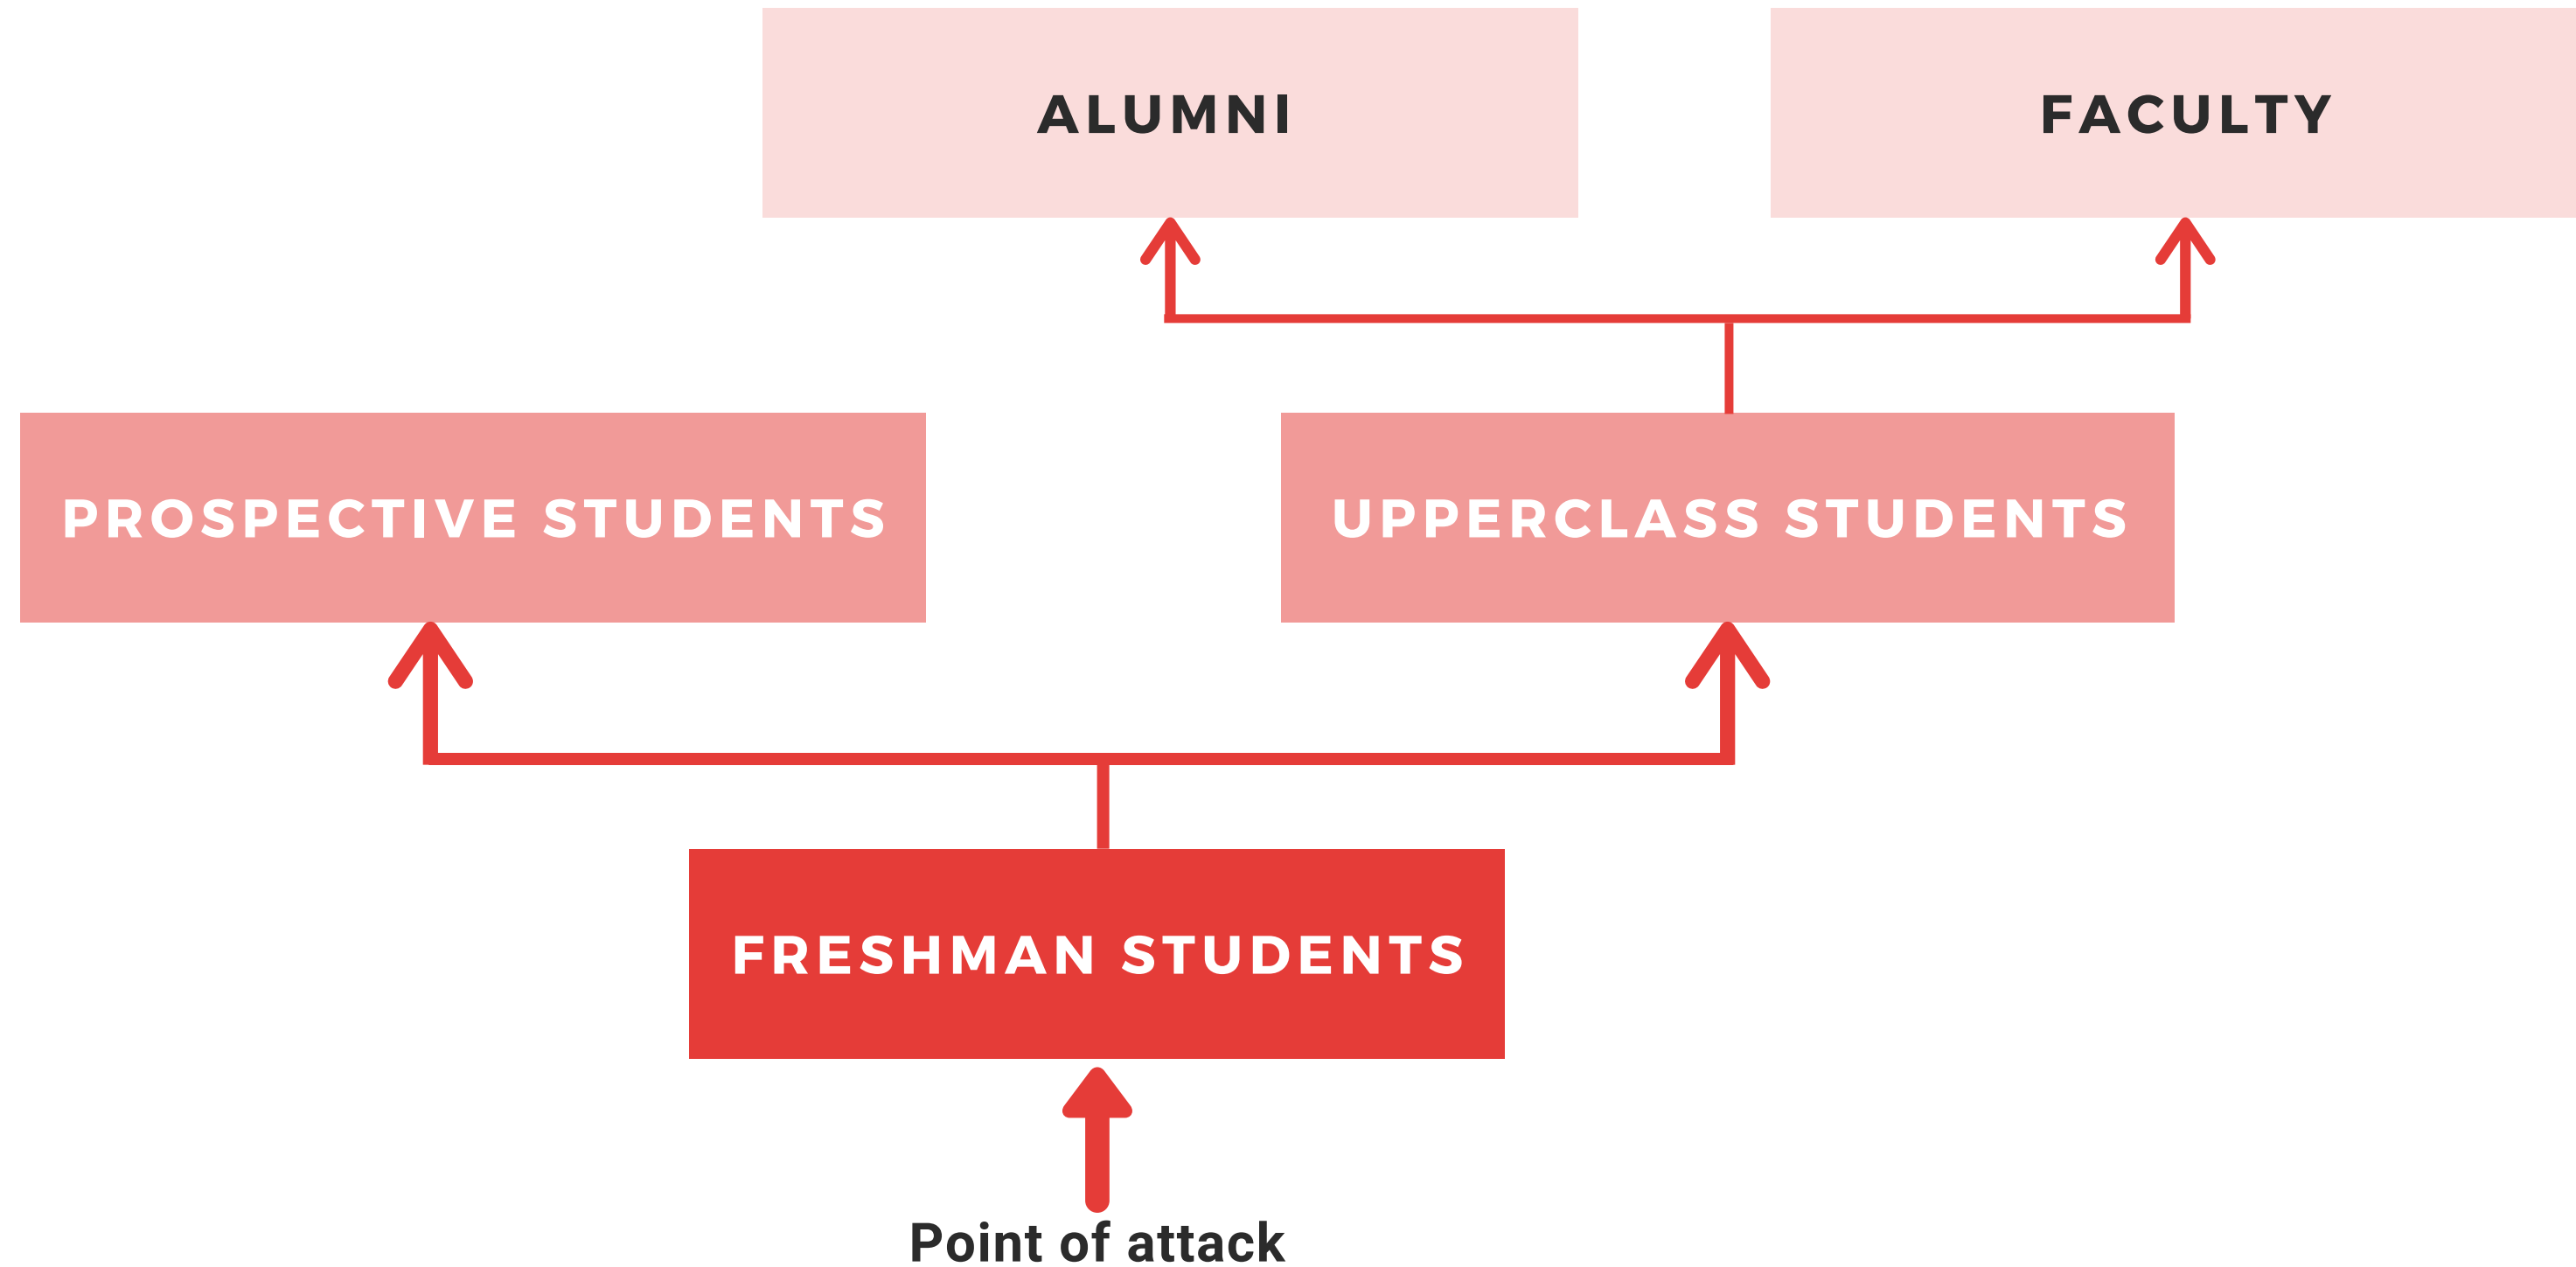 ALUMNI
FACULTY
PROSPECTIVE STUDENTS
UPPERCLASS STUDENTS
FRESHMAN STUDENTS
Point of attack